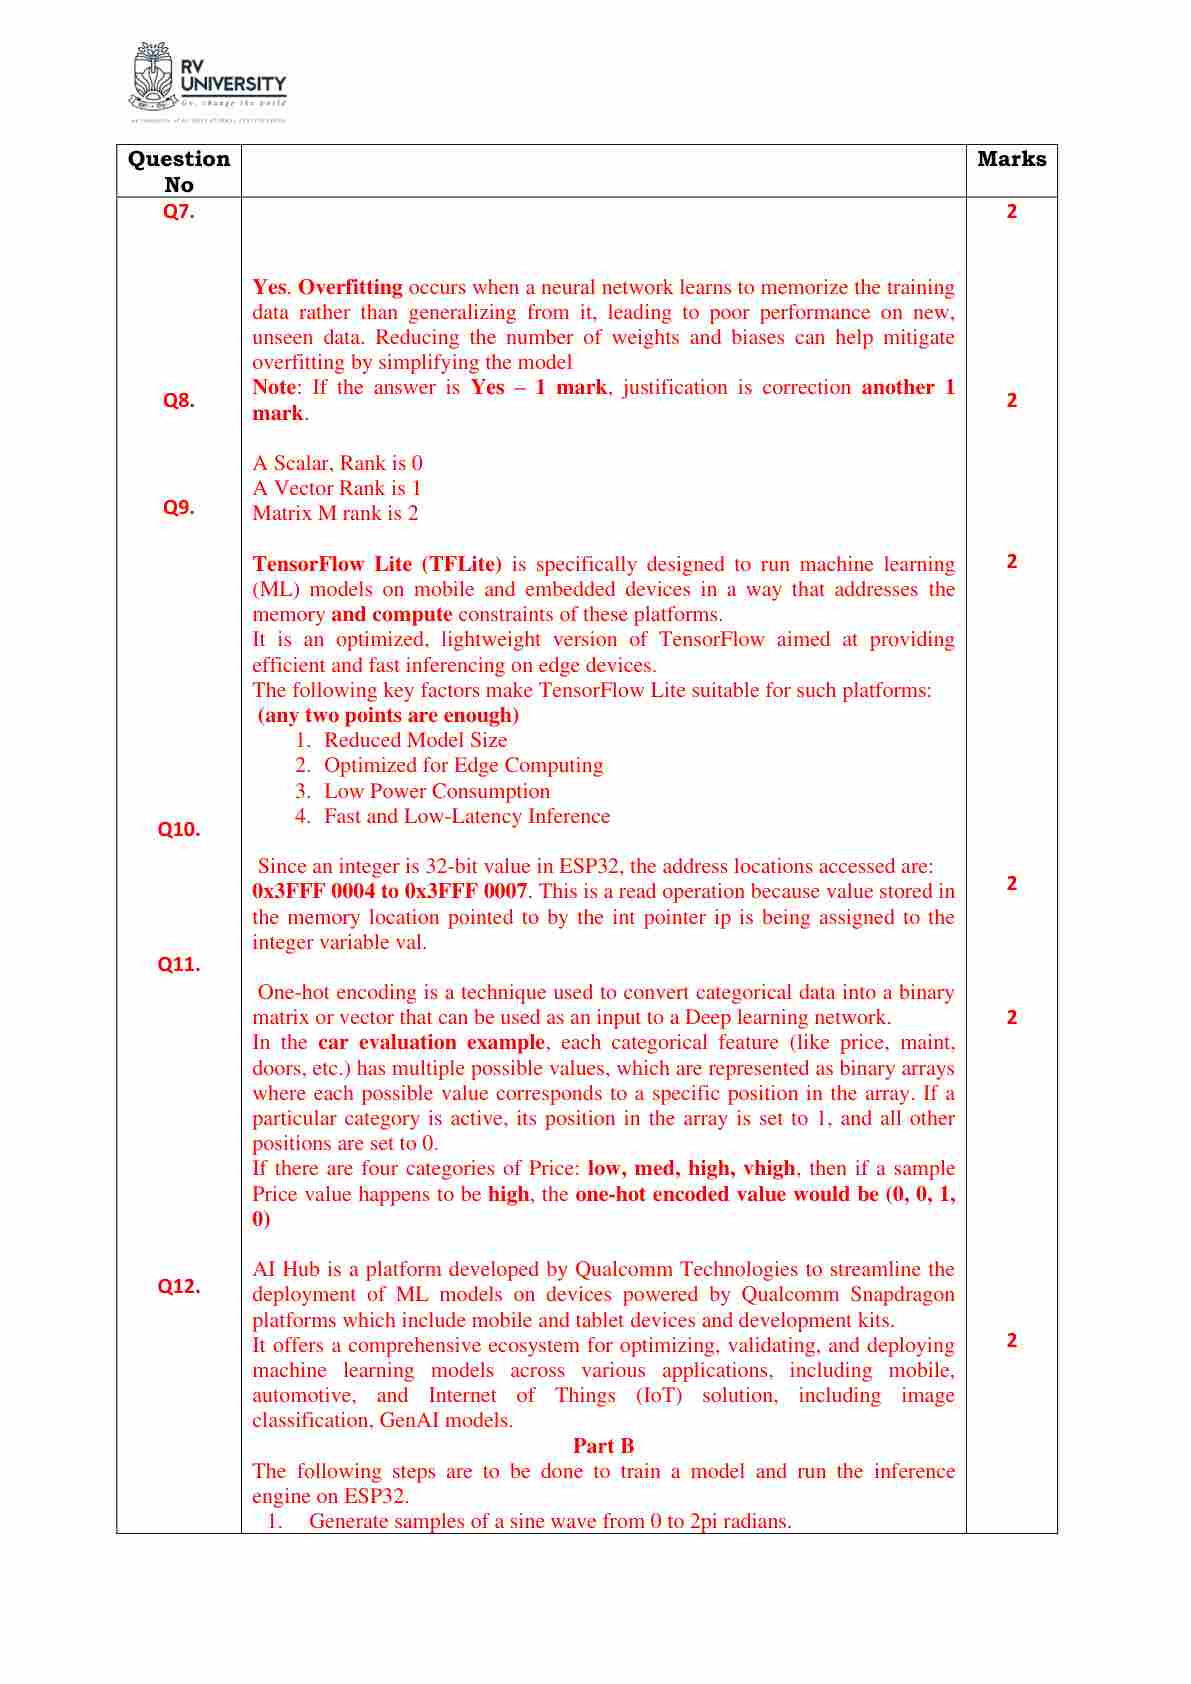 RV
UNIVERSITY
Go, change the world
Question
No
Marks
Q7.
2
Yes. Overfitting occurs when a neural network learns to memorize the training
data rather than generalizing from it, leading to poor performance on new,
unseen data. Reducing the number of weights and biases can help mitigate
overfitting by simplifying the model
Note: If the answer is Yes – 1 mark, justification is correction another 1
mark.
Q8.
2
A Scalar, Rank is 0
A Vector Rank is 1
Matrix M rank is 2
Q9.
2
TensorFlow Lite (TFLite) is specifically designed to run machine learning
(ML) models on mobile and embedded devices in a way that addresses the
memory and compute constraints of these platforms.
It is an optimized, lightweight version of TensorFlow aimed at providing
efficient and fast inferencing on edge devices.
The following key factors make TensorFlow Lite suitable for such platforms:
(any two points are enough)
1. Reduced Model Size
2. Optimized for Edge Computing
3. Low Power Consumption
4. Fast and Low-Latency Inference
Q10.
2
Since an integer is 32-bit value in ESP32, the address locations accessed are:
0x3FFF 0004 to 0x3FFF 0007. This is a read operation because value stored in
the memory location pointed to by the int pointer ip is being assigned to the
integer variable val.
Q11.
2
One-hot encoding is a technique used to convert categorical data into a binary
matrix or vector that can be used as an input to a Deep learning network.
In the car evaluation example, each categorical feature (like price, maint,
doors, etc.) has multiple possible values, which are represented as binary arrays
where each possible value corresponds to a specific position in the array. If a
particular category is active, its position in the array is set to 1, and all other
positions are set to 0.
If there are four categories of Price: low, med, high, vhigh, then if a sample
Price value happens to be high, the one-hot encoded value would be (0, 0, 1,
0)
Q12.
2
AI Hub is a platform developed by Qualcomm Technologies to streamline the
deployment of ML models on devices powered by Qualcomm Snapdragon
platforms which include mobile and tablet devices and development kits.
It offers a comprehensive ecosystem for optimizing, validating, and deploying
machine learning models across various applications, including mobile,
automotive, and Internet of Things (IoT) solution, including image
classification, GenAI models.
Part B
The following steps are to be done to train a model and run the inference
engine on ESP32.
1. Generate samples of a sine wave from 0 to 2pi radians.